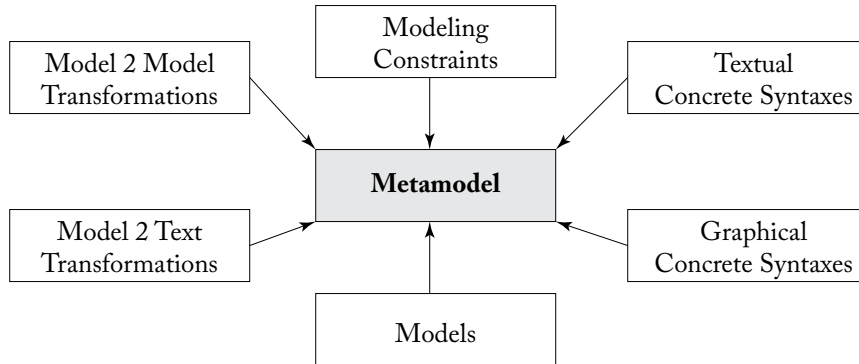 Modeling
Constraints
Model 2 Model
Transformations
Textual
Concrete Syntaxes
Metamodel
Model 2 Text
Transformations
Graphical
Concrete Syntaxes
Models